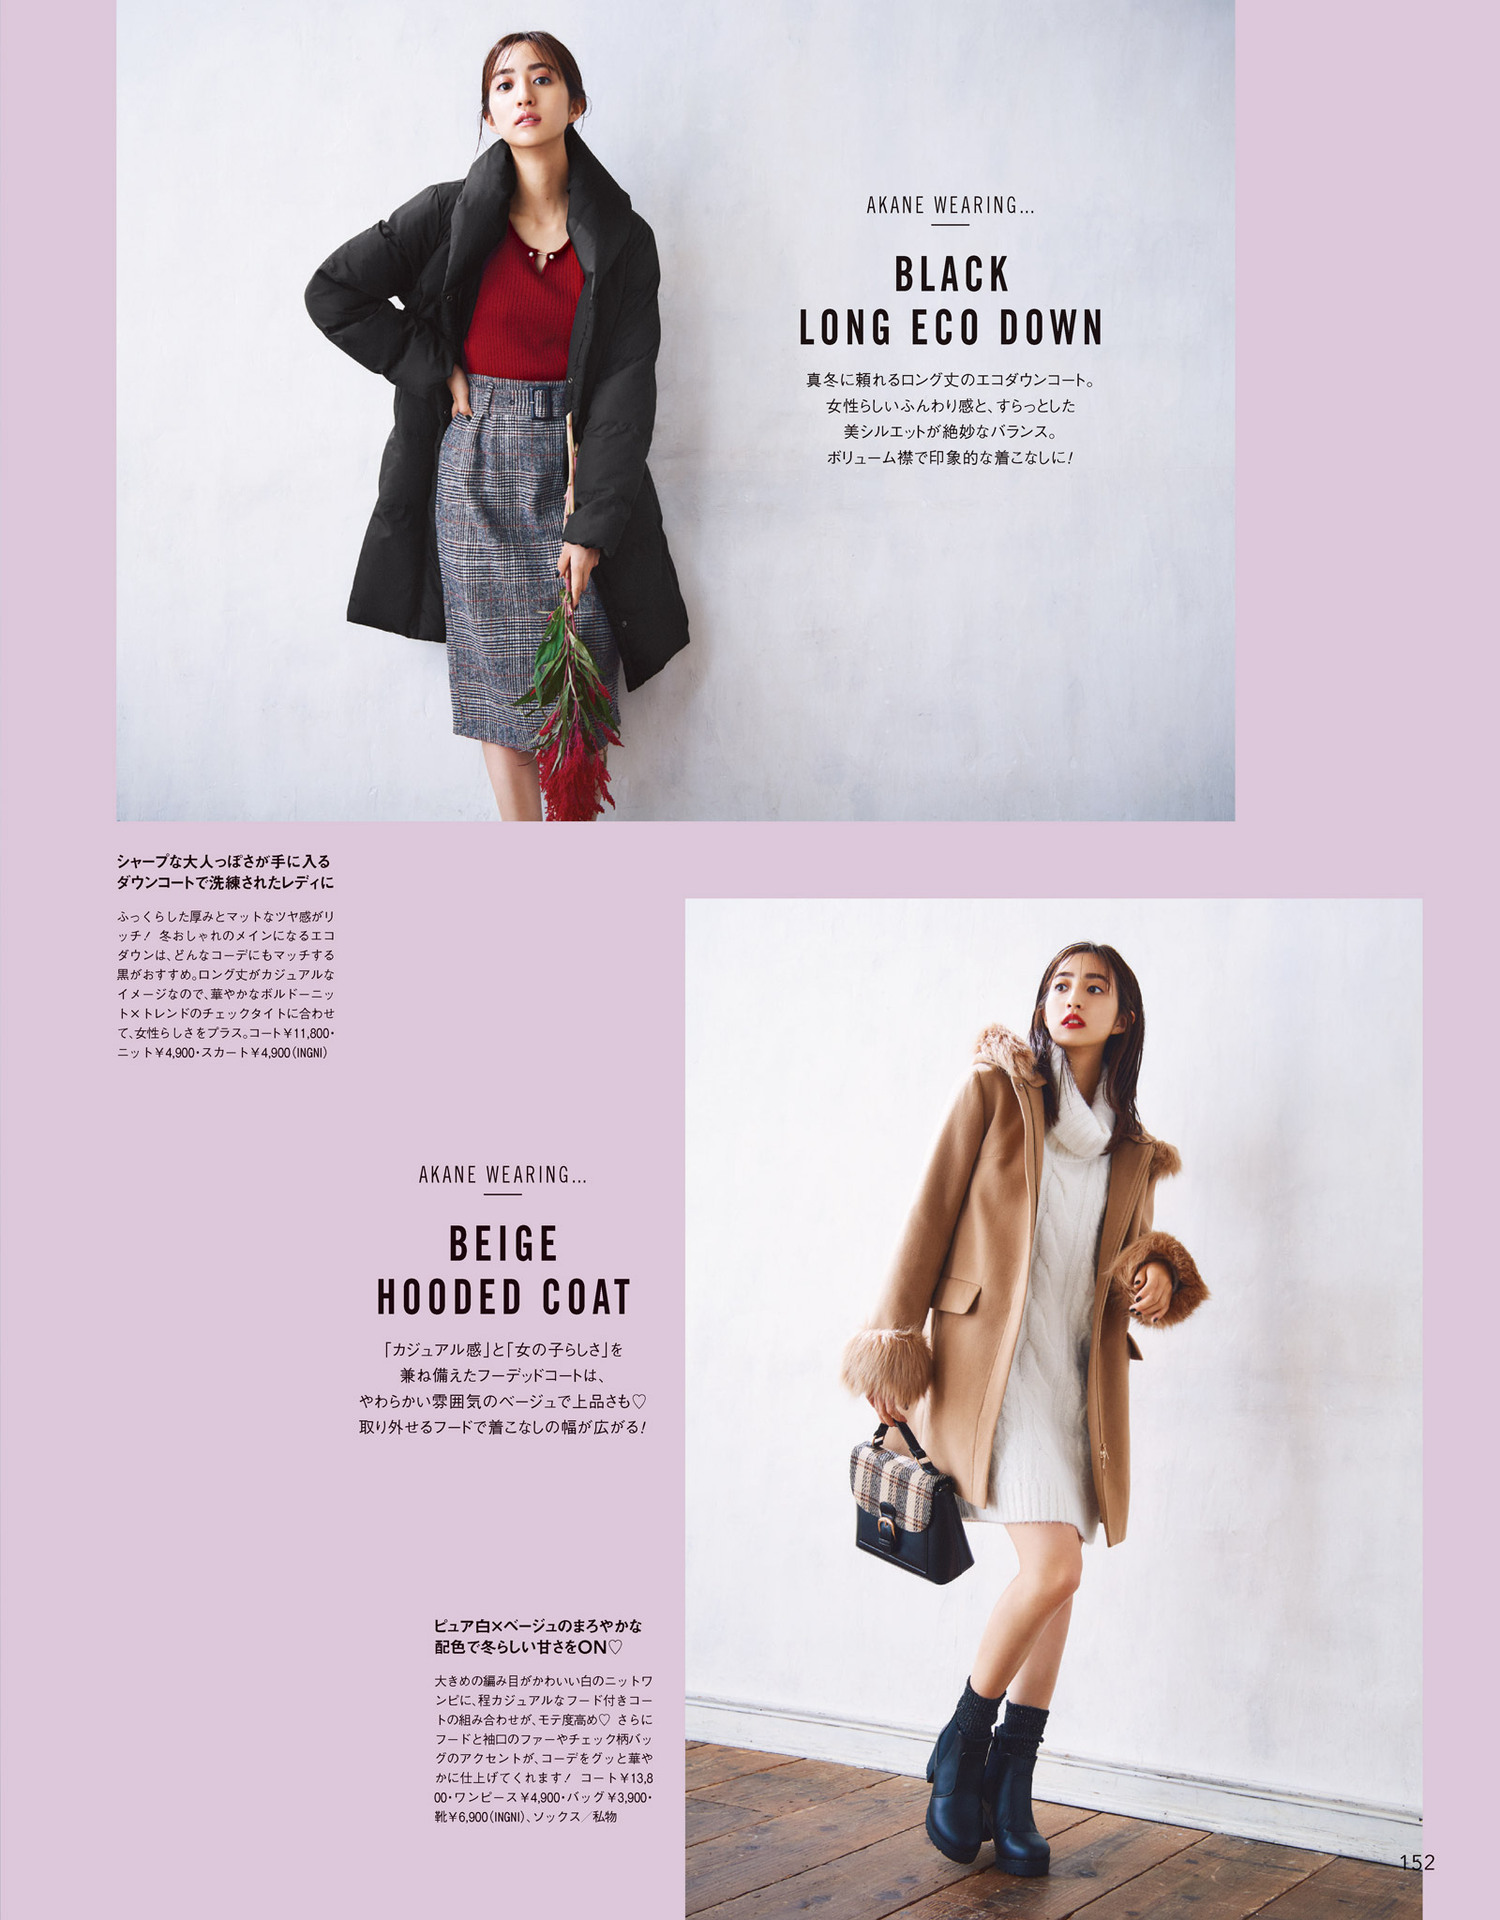 AKANE WEARING...
BLACK
LONG ECO DOWN
真冬に頼れるロング丈のエコダウンコート。
女性らしいふんわり感と、すらっとした
美シルエットが絶妙なバランス。
ボリューム襟で印象的な着こなしに！
シャープな大人っぽさが手に入る
ダウンコートで洗練されたレディに
ふっくらした厚みとマットなツヤ感がリ
ッチ！ 冬おしゃれのメインになるエコ
ダウンは、どんなコーデにもマッチする
黒がおすすめ。ロング丈がカジュアルな
イメージなので、華やかなボルドーニッ
ト×トレンドのチェックタイトに合わせ
て、女性らしさをプラス。コート￥11,800・
ニット￥4,900・スカート￥4,900（INGNI）
AKANE WEARING...
BEIGE
HOODED COAT
「カジュアル感」と「女の子らしさ」を
兼ね備えたフーデッドコートは、
やわらかい雰囲気のベージュで上品さも♡
取り外せるフードで着こなしの幅が広がる！
ピュア白×ベージュのまろやかな
配色で冬らしい甘さをON♡
大きめの編み目がかわいい白のニットワ
ンピに、程カジュアルなフード付きコー
トの組み合わせが、モテ度高め♡ さらに
フードと袖口のファーやチェック柄バッ
グのアクセントが、コーデをグッと華や
かに仕上げてくれます！ コート￥13,8
00・ワンピース￥4,900・バッグ￥3,900・
靴￥6,900（INGNI）、ソックス／私物
152